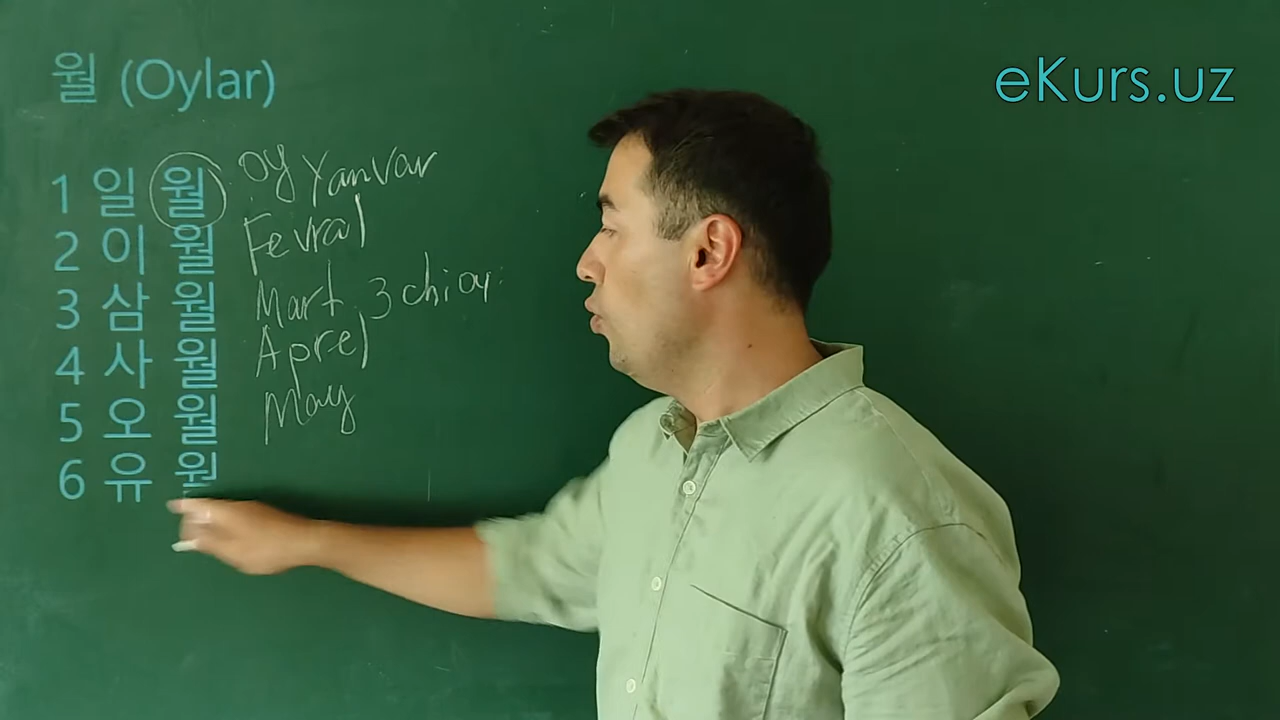 월 (Oylar)
eKurs.uz
1 일 월 oy Yanvar
2 이 월 Fevral
3 삼 월 Mart 3 chi oy.
4 사 월 Aprel
5 오 월 May
6 유 월